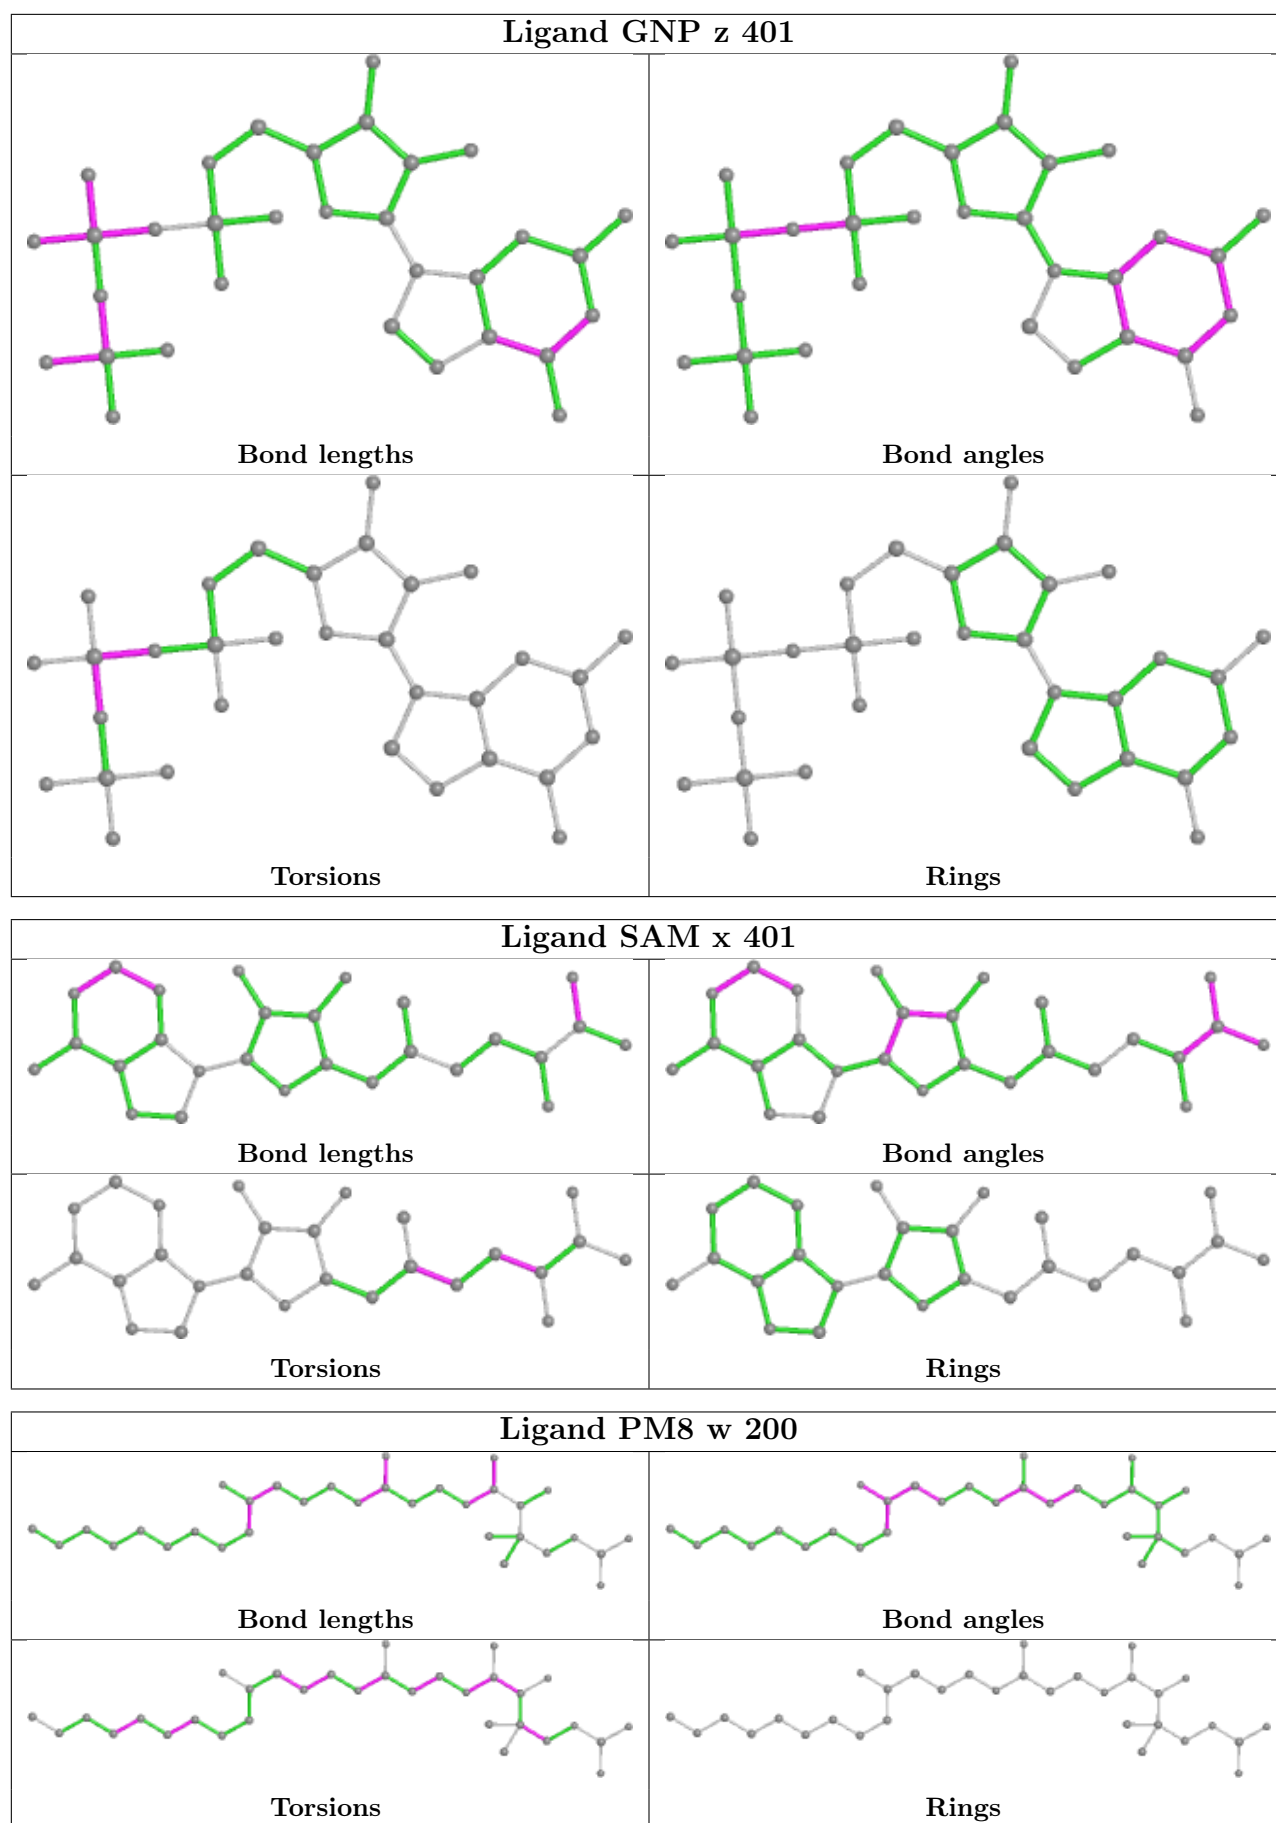 Ligand GNP z 401
Bond lengths
Bond angles
Torsions
Rings
Ligand SAM x 401
Bond lengths
Bond angles
Torsions
Rings
Ligand PM8 w 200
Bond lengths
Bond angles
Torsions
Rings